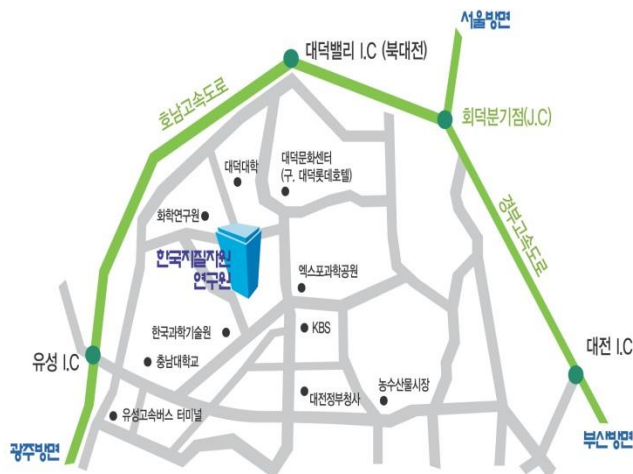 서울방면
대덕밸리 I.C (북대전)
호남고속도로
회덕분기점(J.C)
대덕대학
대덕문화센터
(구. 대덕롯데호텔)
화학연구원
경부고속도로
한국지질자원
연구원
엑스포과학공원
한국과학기술원
KBS
유성 I.C
충남대학교
대전 I.C
대전정부청사
농수산물시장
유성고속버스 터미널
광주방면
부산방면